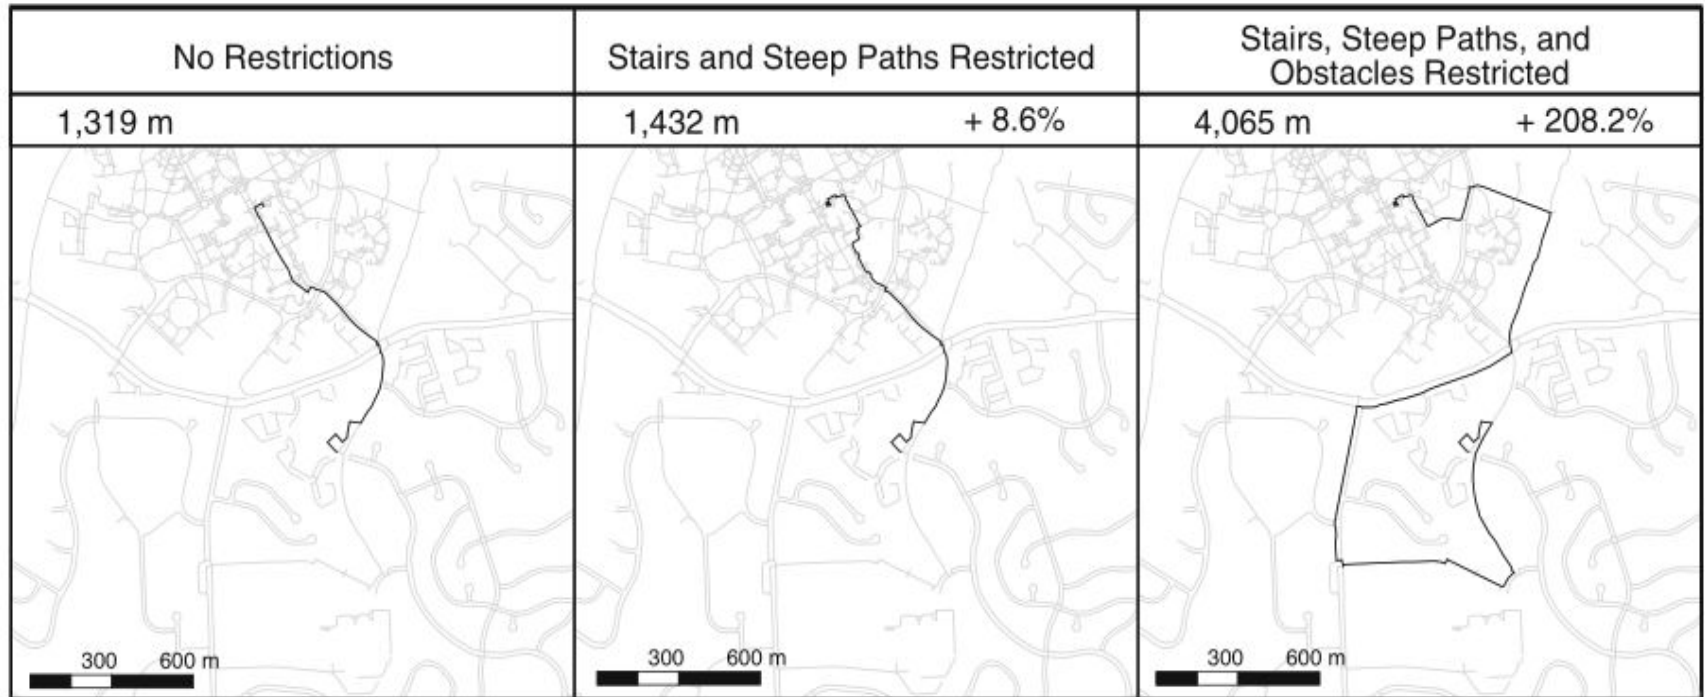 No Restrictions
Stairs and Steep Paths Restricted
Stairs, Steep Paths, and
Obstacles Restricted
1,319 m
1,432 m + 8.6%
4,065 m + 208.2%
300 600 m
300 600 m
300 600 m